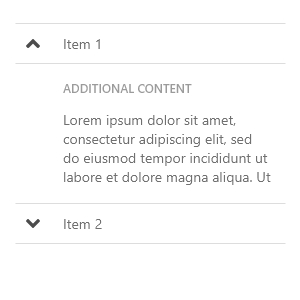 Item 1
ADDITIONAL CONTENT
Lorem ipsum dolor sit amet,
consectetur adipiscing elit, sed
do eiusmod tempor incididunt ut
labore et dolore magna aliqua. Ut
Item 2